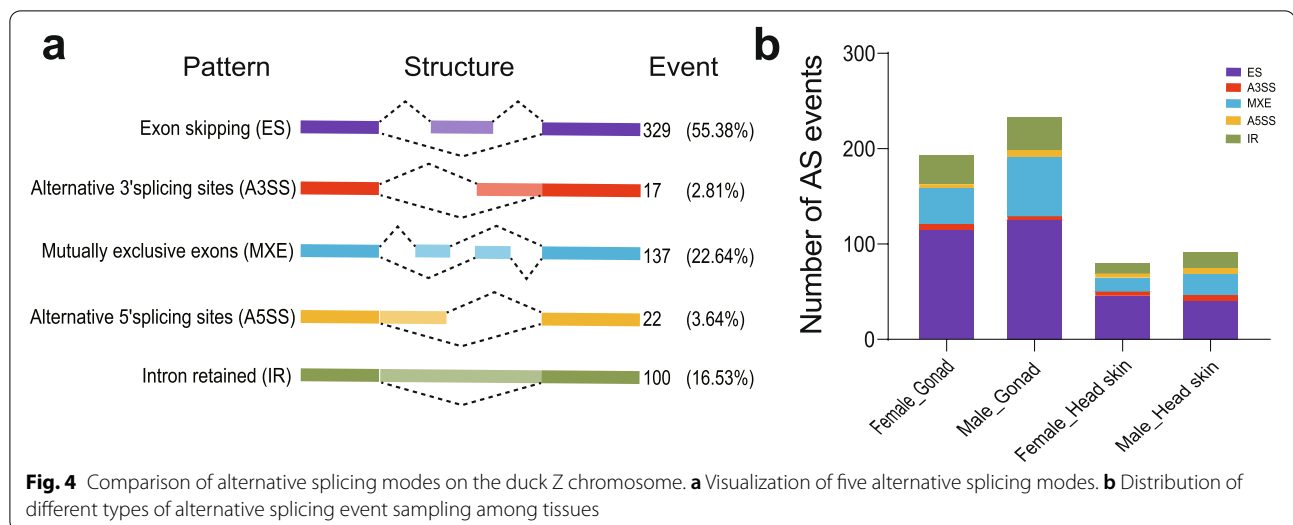 a
Pattern Structure Event
Exon skipping (ES) 329 (55.38%)
Alternative 3'splicing sites (A3SS) 17 (2.81%)
Mutually exclusive exons (MXE) 137 (22.64%)
Alternative 5'splicing sites (A5SS) 22 (3.64%)
Intron retained (IR) 100 (16.53%)
b
Number of AS events
300
200
100
0
ES
A3SS
MXE
A5SS
IR
Female_Gonad
Male_Gonad
Female_Head skin
Male_Head skin
Fig. 4 Comparison of alternative splicing modes on the duck Z chromosome. a Visualization of five alternative splicing modes. b Distribution of
different types of alternative splicing event sampling among tissues